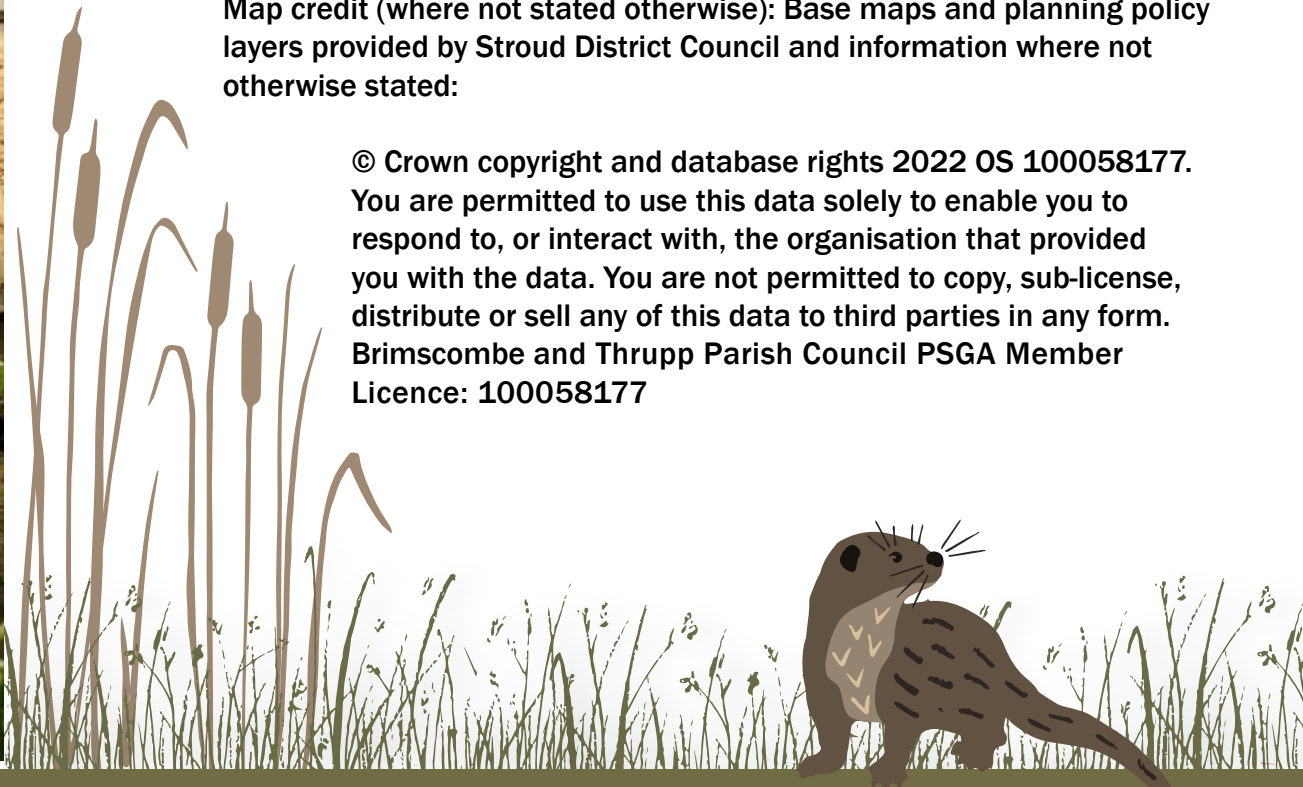 Map credit (where not stated otherwise): Base maps and planning policy
layers provided by Stroud District Council and information where not
otherwise stated:
© Crown copyright and database rights 2022 OS 100058177.
You are permitted to use this data solely to enable you to
respond to, or interact with, the organisation that provided
you with the data. You are not permitted to copy, sub-license,
distribute or sell any of this data to third parties in any form.
Brimscombe and Thrupp Parish Council PSGA Member
Licence: 100058177